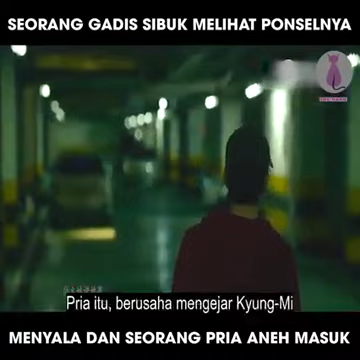 SEORANG GADIS SIBUK MELIHAT PONSELNYA
Pria itu, berusaha mengejar Kyung-Mi
MENYALA DAN SEORANG PRIA ANEH MASUK